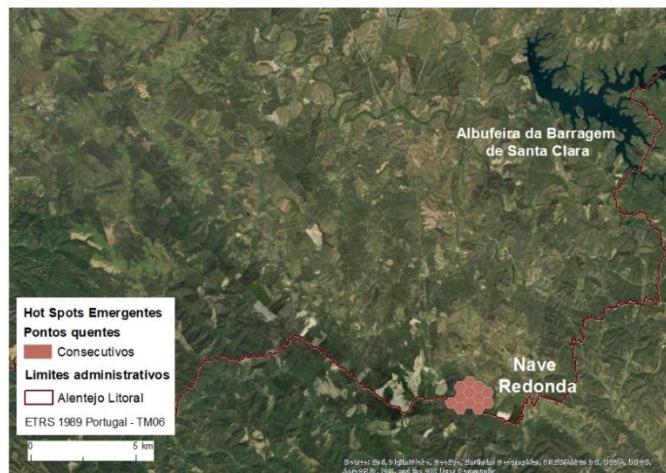 Albufeira da Barragem
de Santa Clara
Nave
Redonda
Hot Spots Emergentes
Pontos quentes
Consecutivos
Limites administrativos
Alentejo Litoral
ETRS 1989 Portugal - TM06
0 5 km